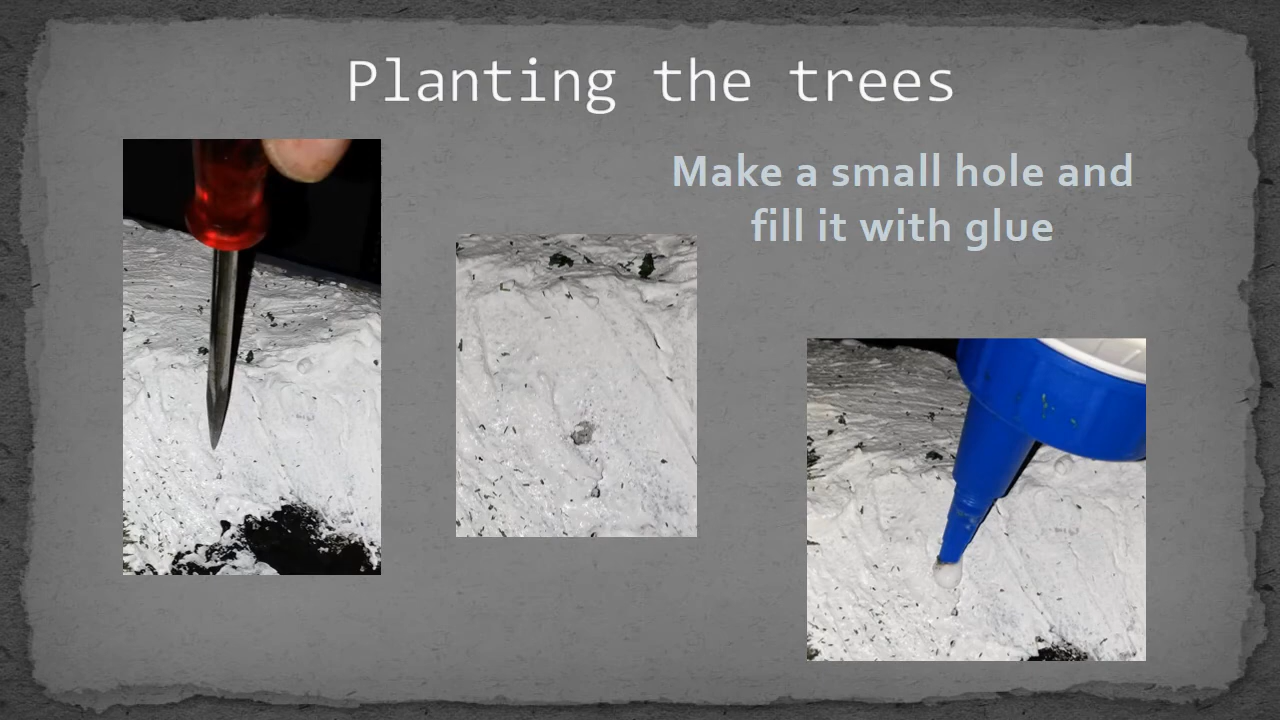 Planting the trees
Make a small hole and
fill it with glue